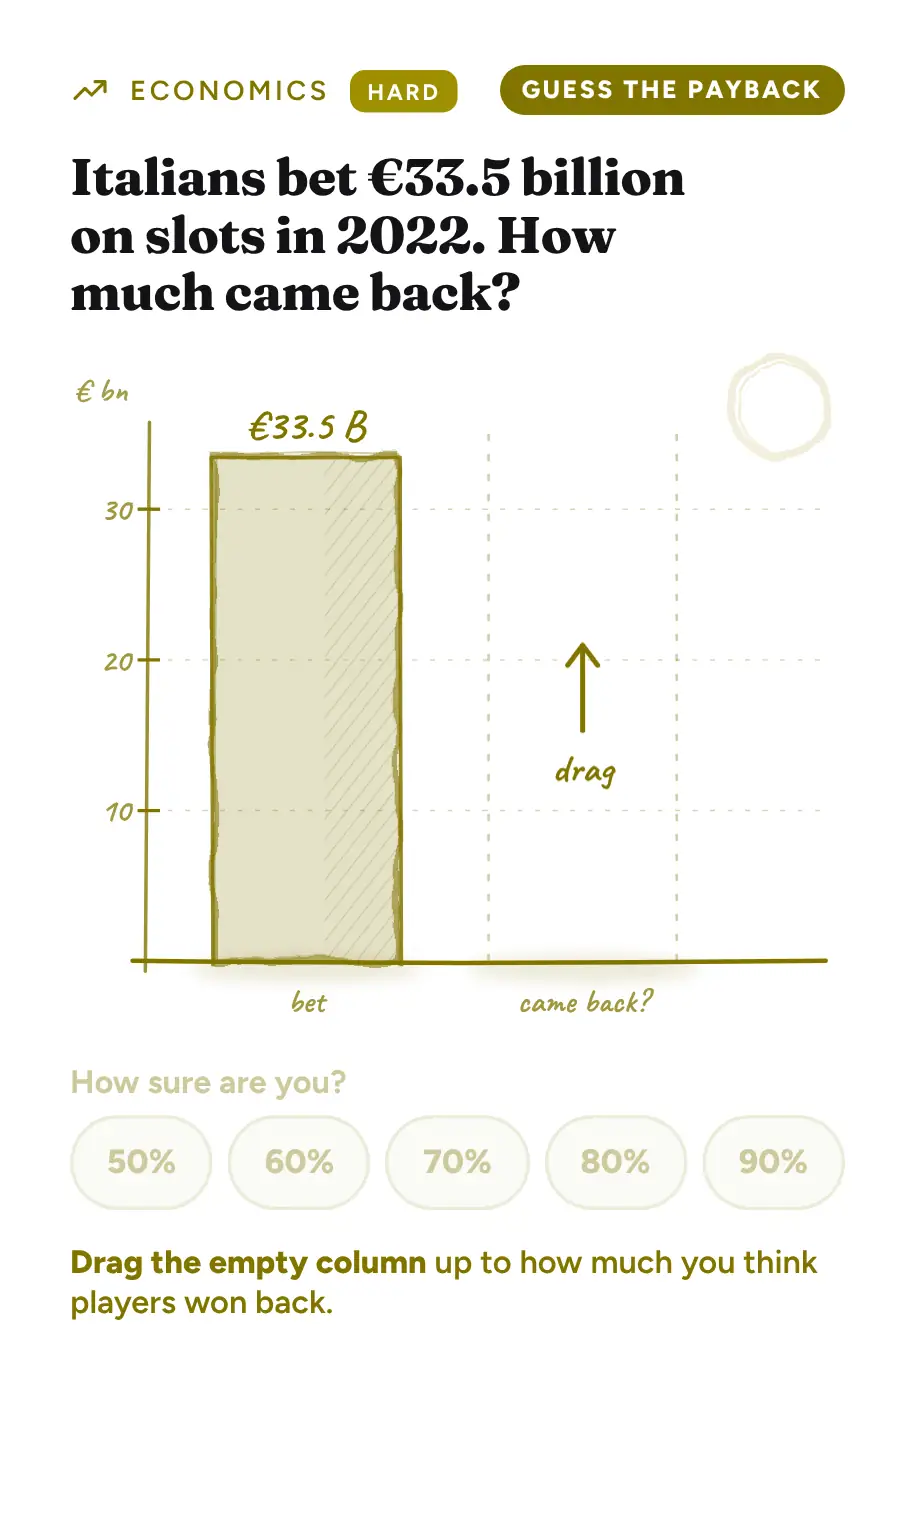 ECONOMICS HARD GUESS THE PAYBACK
Italians bet €33.5 billion
on slots in 2022. How
much came back?
€ bn
€33.5 B
30
20
drag
10
bet came back?
How sure are you?
50% 60% 70% 80% 90%
Drag the empty column up to how much you think
players won back.